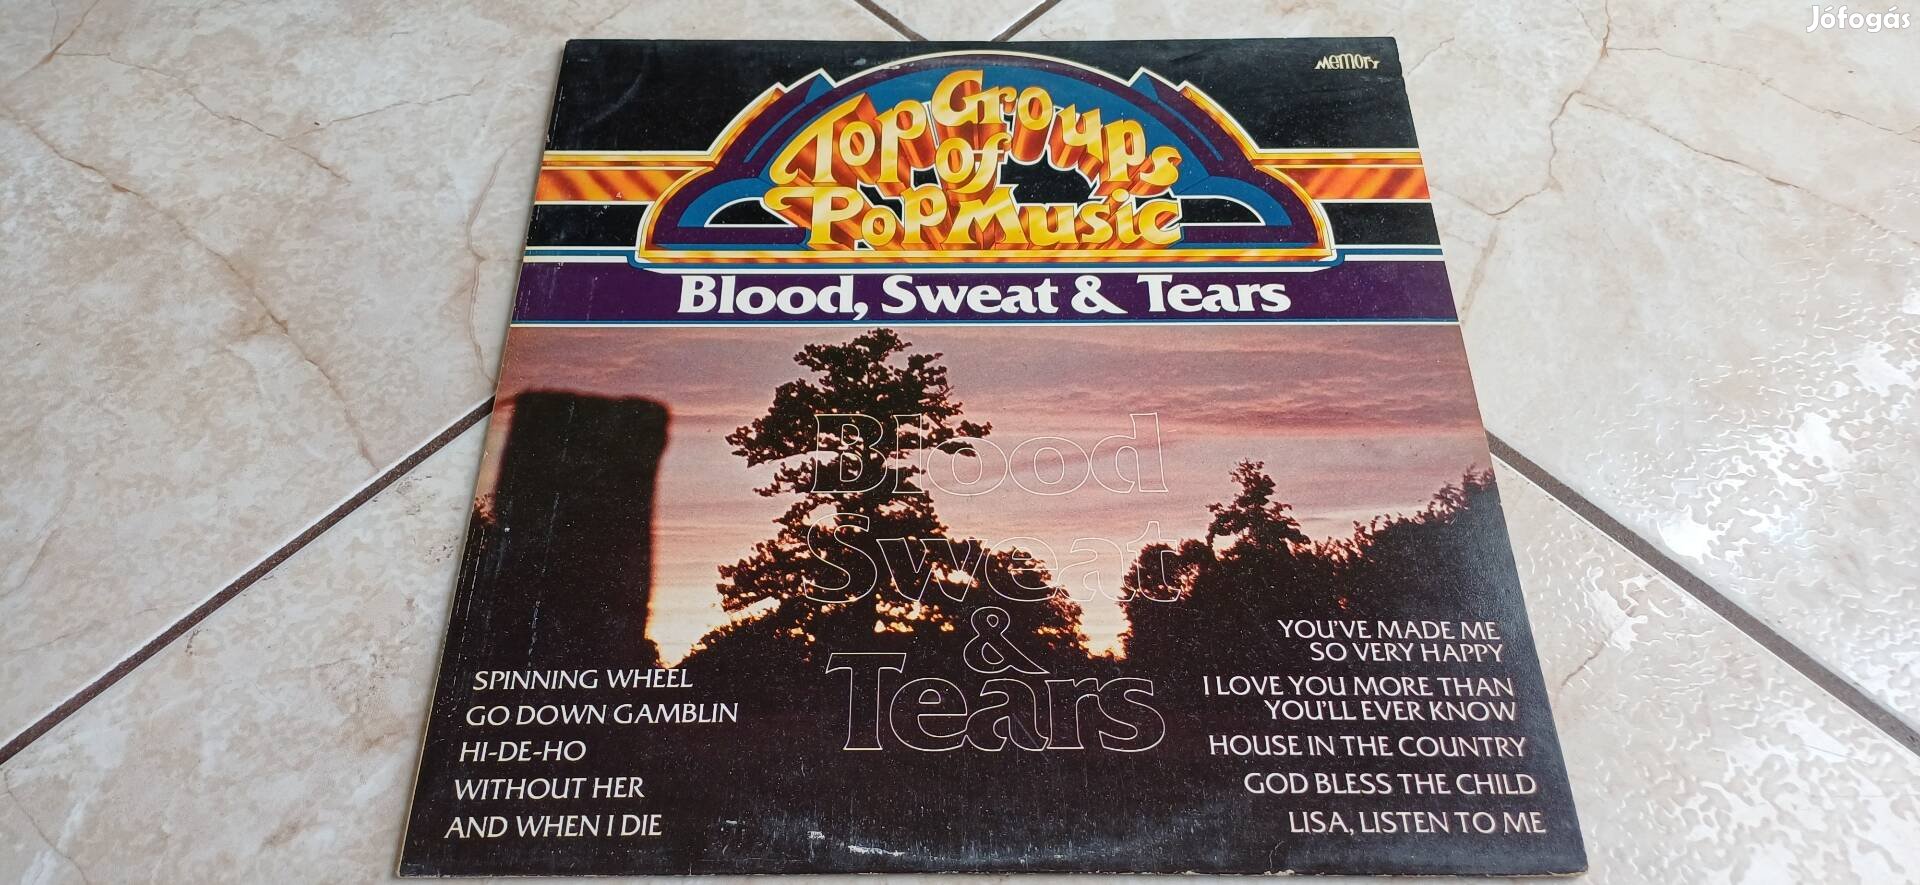 Jófogás
MEMORY
Top Groups
of
Pop Music
Blood, Sweat & Tears
Blood
Sweat
&
Tears
SPINNING WHEEL
GO DOWN GAMBLIN
HI-DE-HO
WITHOUT HER
AND WHEN I DIE
YOU'VE MADE ME
SO VERY HAPPY
I LOVE YOU MORE THAN
YOU'LL EVER KNOW
HOUSE IN THE COUNTRY
GOD BLESS THE CHILD
LISA, LISTEN TO ME